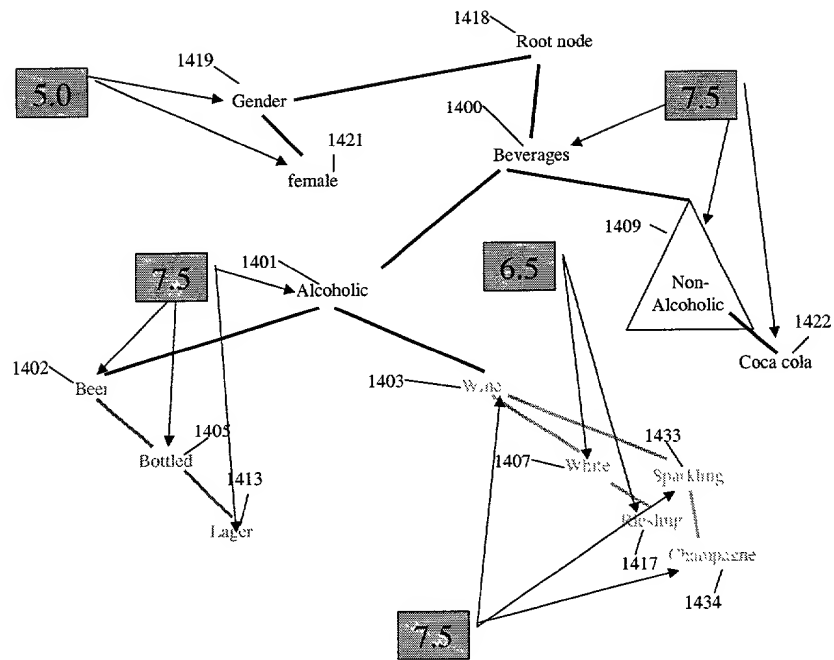 1418
Root node
1419
5.0
Gender
7.5
1400
1421
Beverages
female
1409
1401
7.5
6.5
Alcoholic
Non-
Alcoholic
1422
Coca cola
1402
Beer
1403
Wine
1405
1433
Bottled
1407
White
Sparkling
1413
Lager
Riesling
1417
Champagne
1434
7.5